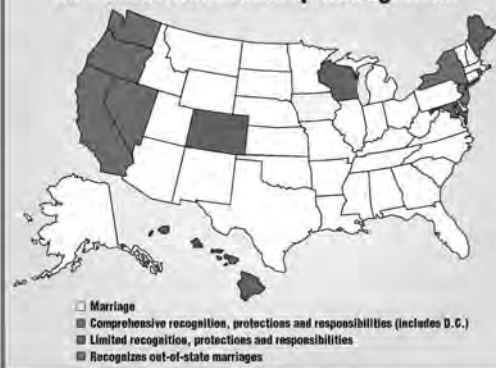 Marriage
Comprehensive recognition, protections and responsibilities (includes D.C.)
Limited recognition, protections and responsibilities
Recognizes out-of-state marriages